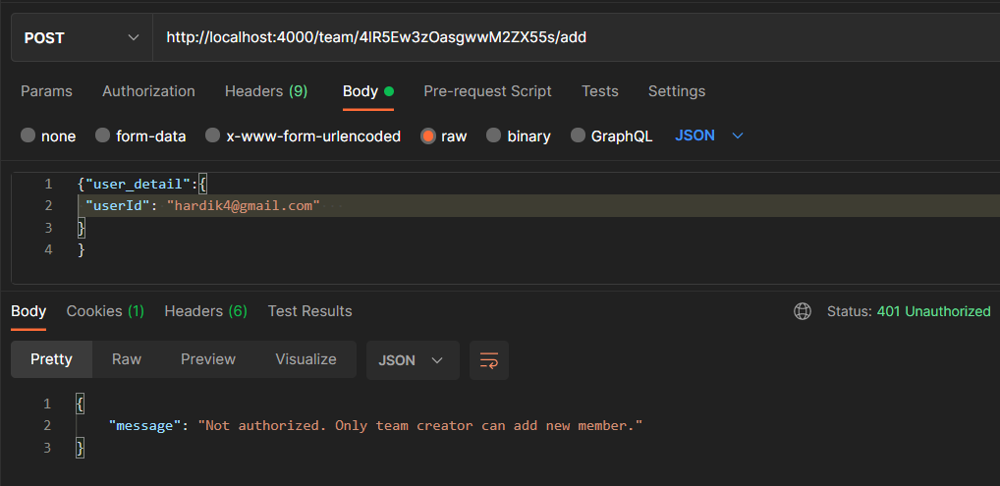 POST http://localhost:4000/team/4lR5Ew3zOasgwwM2ZX55s/add
Params Authorization Headers (9) Body Pre-request Script Tests Settings
none form-data x-www-form-urlencoded raw binary GraphQL JSON
1 {"user_detail":{
2 "userId": "hardik4@gmail.com"
3 }
4 }
Body Cookies (1) Headers (6) Test Results Status: 401 Unauthorized
Pretty Raw Preview Visualize JSON
1 {
2 "message": "Not authorized. Only team creator can add new member."
3 }